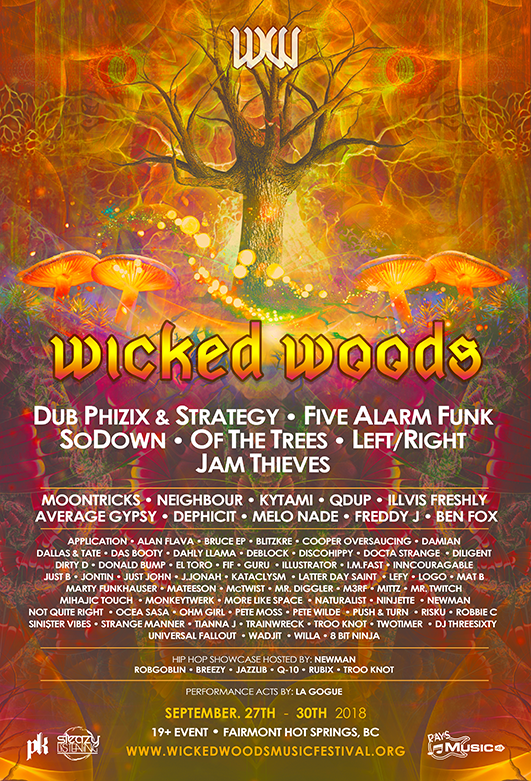 WW
wicked woods
DUB PHIZIX & STRATEGY • FIVE ALARM FUNK
SODOWN • OF THE TREES • LEFT/RIGHT
JAM THIEVES
MOONTRICKS • NEIGHBOUR • KYTAMI • QDUP • ILLVIS FRESHLY
AVERAGE GYPSY • DEPHICIT • MELO NADE • FREDDY J • BEN FOX
APPLICATION • ALAN FLAVA • BRUCE EP • BLITZKRE • COOPER OVERSAUCING • DAMIAN
DALLAS & TATE • DAS BOOTY • DAHLY LLAMA • DEBLOCK • DISCOHIPPY • DOCTA STRANGE • DILIGENT
DIRTY D • DONALD BUMP • EL TORO • FIF • GURU • ILLUSTRATOR • I.M.FAST • INNCOURAGABLE
JUST B • JONTIN • JUST JOHN • J.JONAH • KATACLYSM • LATTER DAY SAINT • LEFY • LOGO • MAT B
MARTY FUNKHAUSER • MATEESON • McTWIST • MR. DIGGLER • M3RF • MITTZ • MR. TWITCH
MIHAJIC TOUCH • MONKEYTWERK • MORE LIKE SPACE • NATURALIST • NINJETTE • NEWMAN
NOT QUITE RIGHT • OCEA SASA • OHM GIRL • PETE MOSS • PETE WILDE • PUSH & TURN • RISKU • ROBBIE C
SINISTER VIBES • STRANGE MANNER • TIANNA J • TRAINWRECK • TROO KNOT • TWOTIMER • DJ THREESIXTY
UNIVERSAL FALLOUT • WADJIT • WILLA • 8 BIT NINJA
HIP HOP SHOWCASE HOSTED BY: NEWMAN
ROBGOBLIN • BREEZY • JAZZLIB • Q-10 • RUBIX • TROO KNOT
PERFORMANCE ACTS BY: LA GOGUE
SEPTEMBER. 27TH - 30TH 2018
19+ EVENT • FAIRMONT HOT SPRINGS, BC
WWW.WICKEDWOODSMUSICFESTIVAL.ORG
pk
sleazy
LISTENING
RAYS
MUSIC